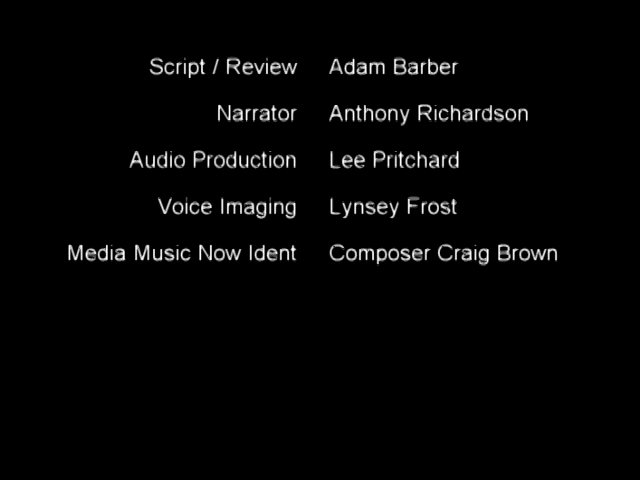 Script / Review Adam Barber
Narrator Anthony Richardson
Audio Production Lee Pritchard
Voice Imaging Lynsey Frost
Media Music Now Ident Composer Craig Brown